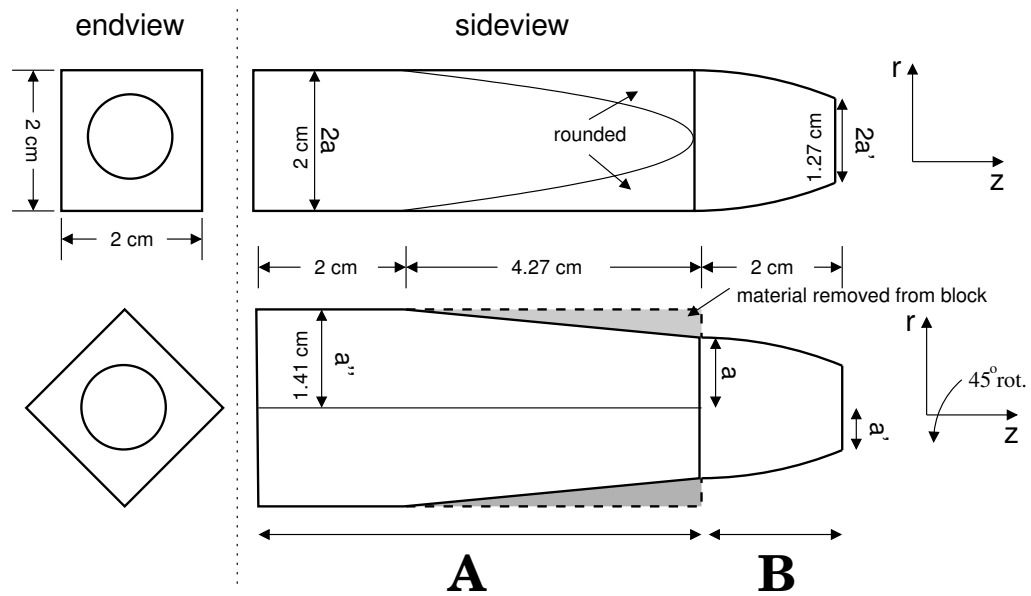 endview
sideview
2 cm
2 cm
2 cm
2a
rounded
1.27 cm
2a'
r
z
2 cm
4.27 cm
2 cm
material removed from block
1.41 cm
a''
a
a'
r
z
45°rot.
A
B